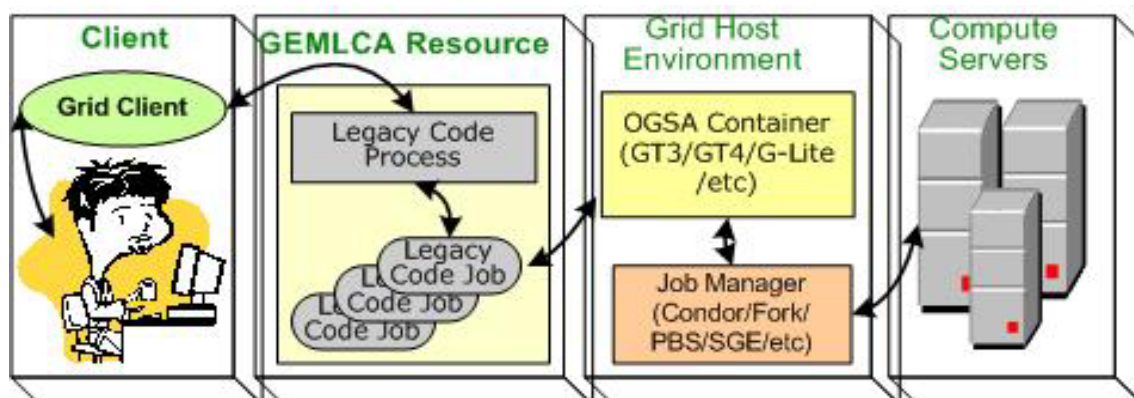 Client
Grid Client
GEMLCA Resource
Legacy Code
Process
Legacy
Code Job
Le
Code Job
L
Code Job
Grid Host
Environment
OGSA Container
(GT3/GT4/G-Lite
/etc)
Job Manager
(Condor/Fork/
PBS/SGE/etc)
Compute
Servers